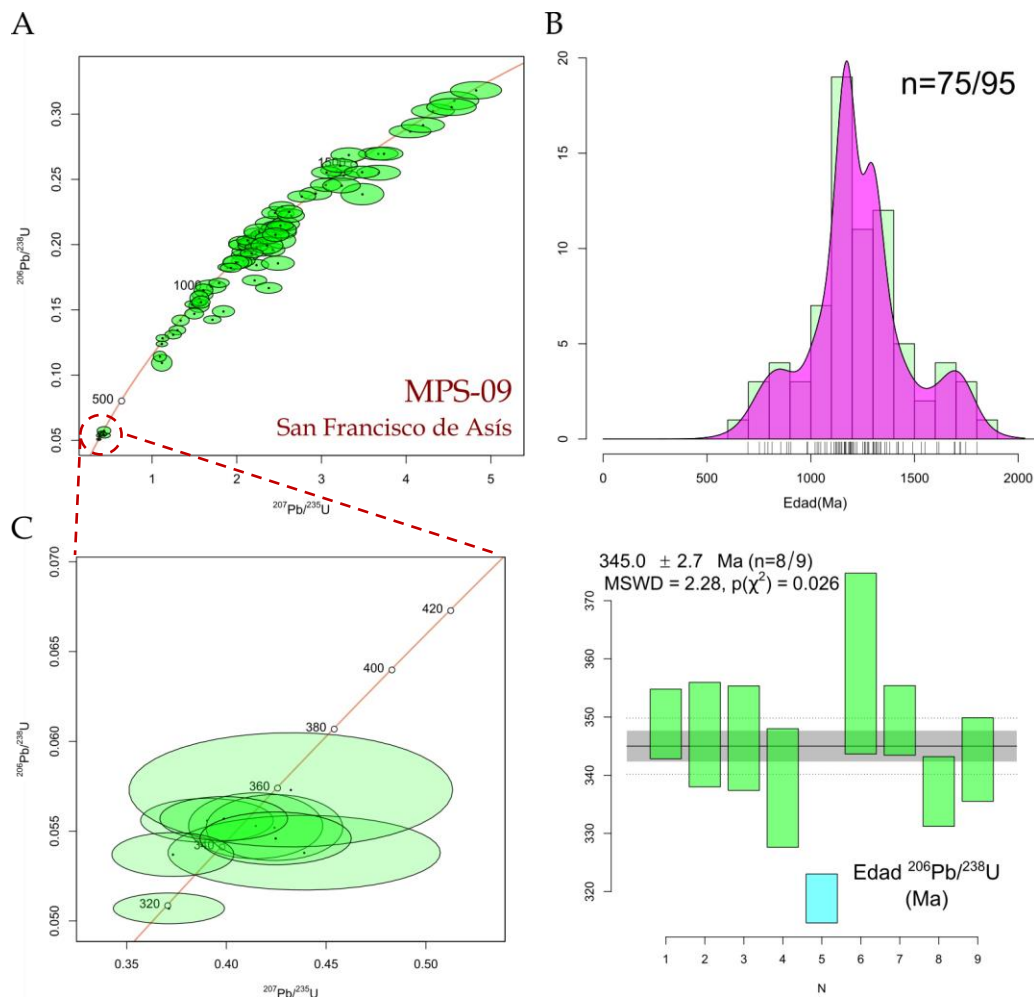 A
0.05 0.10 0.15 0.20 0.25 0.30
206Pb/238U
500
1000
MPS-09
San Francisco de Asís
1 2 3 4 5
207Pb/235U
B
0 5 10 15 20
n=75/95
0 500 1000 1500 2000
Edad(Ma)
C
0.050 0.055 0.060 0.065 0.070
206Pb/238U
320
360
380
400
420
0.35 0.40 0.45 0.50
207Pb/235U
345.0 ± 2.7 Ma (n=8/9)
MSWD = 2.28, p(χ2) = 0.026
320 330 340 350 360 370
Edad 206Pb/238U
(Ma)
1 2 3 4 5 6 7 8 9
N